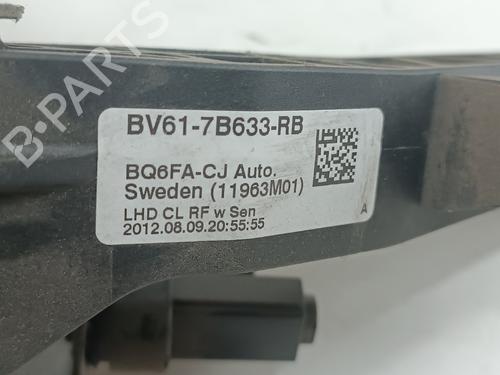 BV61-7B633-RB
BQ6FA-CJ Auto.
Sweden (11963M01)
LHD CL RF w Sen
2012.08.09.20:55:55
A
B-PARTS